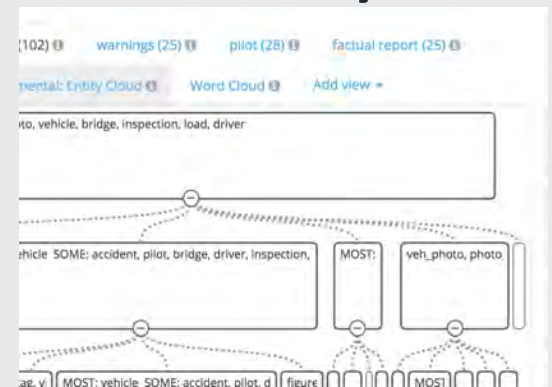 (102) warnings (25) pilot (28) factual report (25)
Entity Cloud Word Cloud Add view
vehicle, bridge, inspection, load, driver
SOME: accident, pilot, bridge, driver, inspection, MOST: veh_photo, photo
MOST: vehicle SOME: accident, pilot, d figure MOST